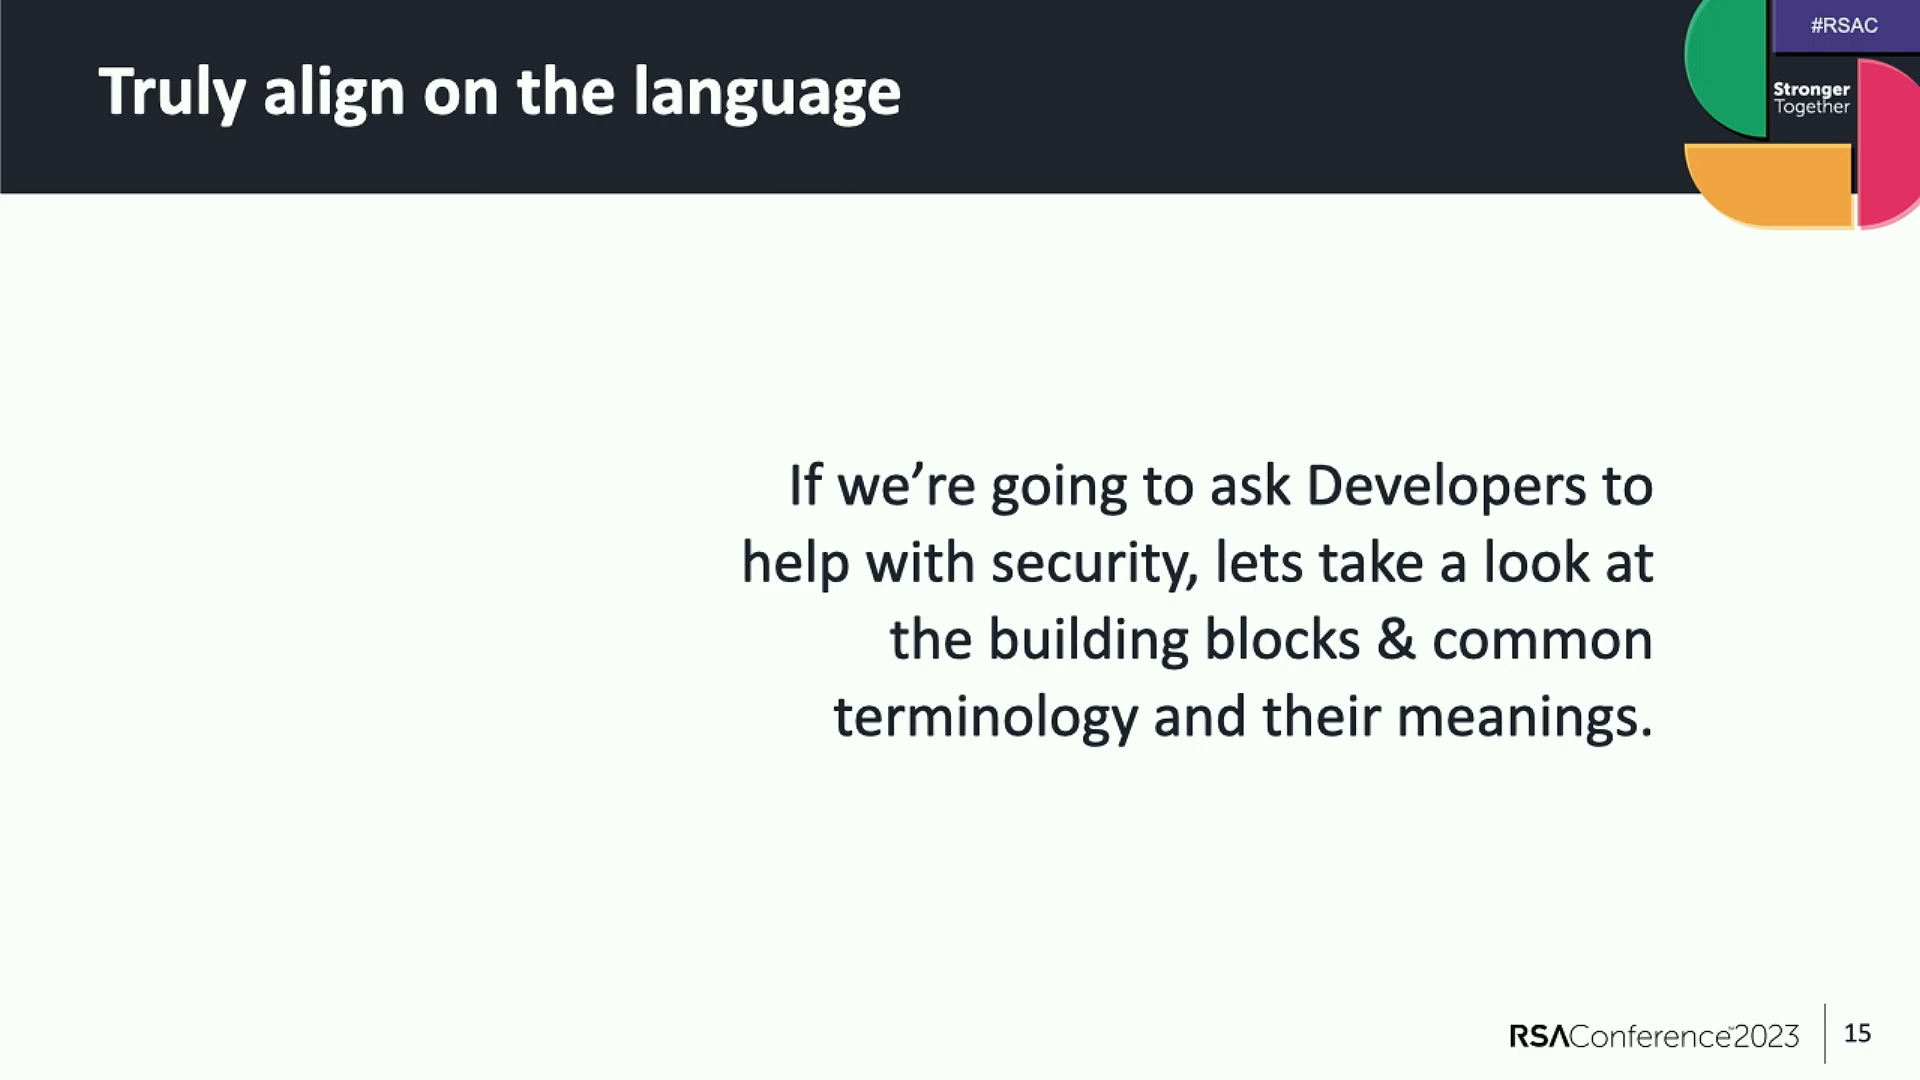 Truly align on the language
#RSAC
Stronger
Together
If we’re going to ask Developers to
help with security, lets take a look at
the building blocks & common
terminology and their meanings.
RSAConference™2023
15